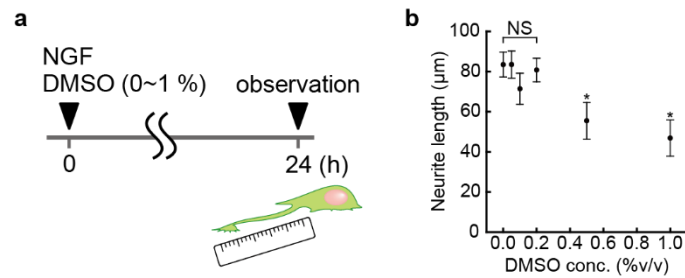 a
NGF
DMSO (0~1 %)
observation
0
24 (h)
b
NS
*
*
Neurite length (μm)
100
80
60
40
20
0
0.0 0.2 0.4 0.6 0.8 1.0
DMSO conc. (%v/v)